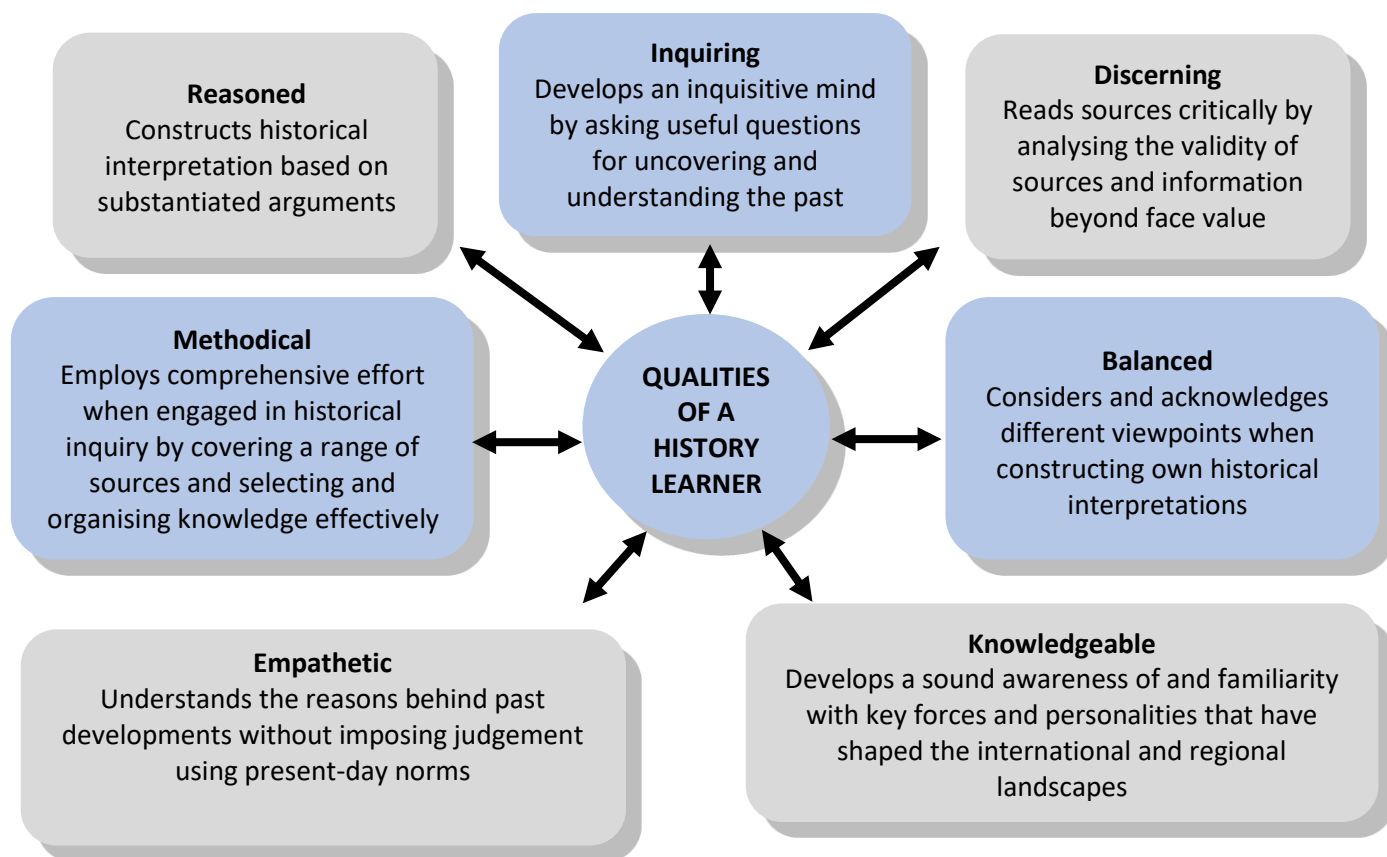 Reasoned
Constructs historical
interpretation based on
substantiated arguments
Inquiring
Develops an inquisitive mind
by asking useful questions
for uncovering and
understanding the past
Discerning
Reads sources critically by
analysing the validity of
sources and information
beyond face value
Methodical
Employs comprehensive effort
when engaged in historical
inquiry by covering a range of
sources and selecting and
organising knowledge effectively
QUALITIES
OF A
HISTORY
LEARNER
Balanced
Considers and acknowledges
different viewpoints when
constructing own historical
interpretations
Empathetic
Understands the reasons behind past
developments without imposing judgement
using present-day norms
Knowledgeable
Develops a sound awareness of and familiarity
with key forces and personalities that have
shaped the international and regional
landscapes